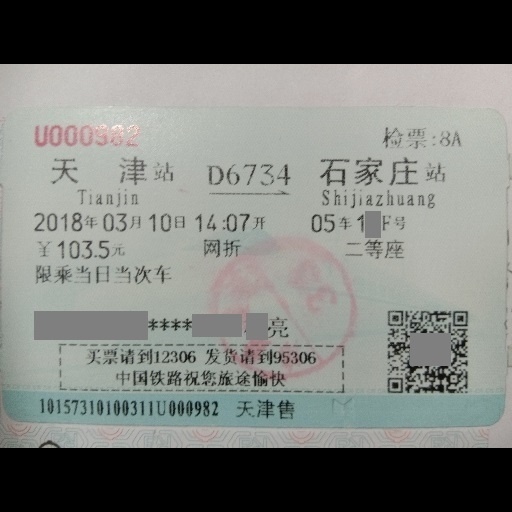 U000982 检票:8A
天津站 D6734 石家庄站
Tianjin Shijiazhuang
2018年03月10日14:07开 05车1 F号
￥103.5元 网折 二等座
限乘当日当次车
**** 亮
买票请到12306 发货请到95306
中国铁路祝您旅途愉快
10157310100311U000982 天津售